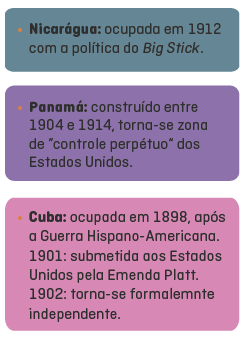 • Nicarágua: ocupada em 1912
com a política do Big Stick.
• Panamá: construído entre
1904 e 1914, torna-se zona
de “controle perpétuo” dos
Estados Unidos.
• Cuba: ocupada em 1898, após
a Guerra Hispano-Americana.
1901: submetida aos Estados
Unidos pela Emenda Platt.
1902: torna-se formalemnte
independente.